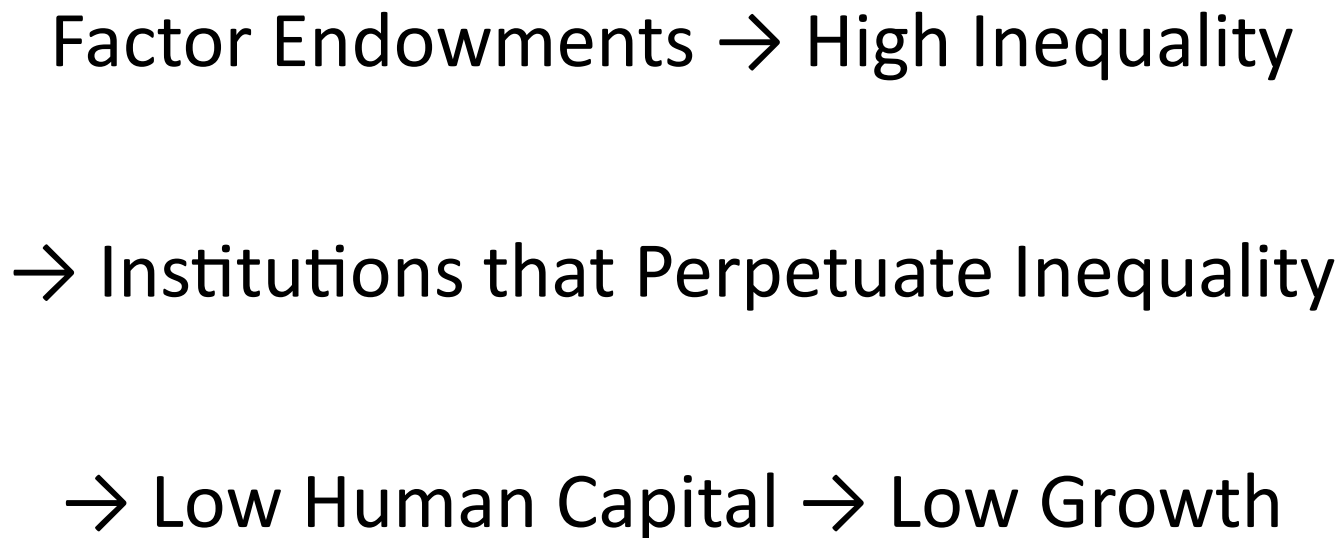 Factor Endowments → High Inequality
→ Institutions that Perpetuate Inequality
→ Low Human Capital → Low Growth